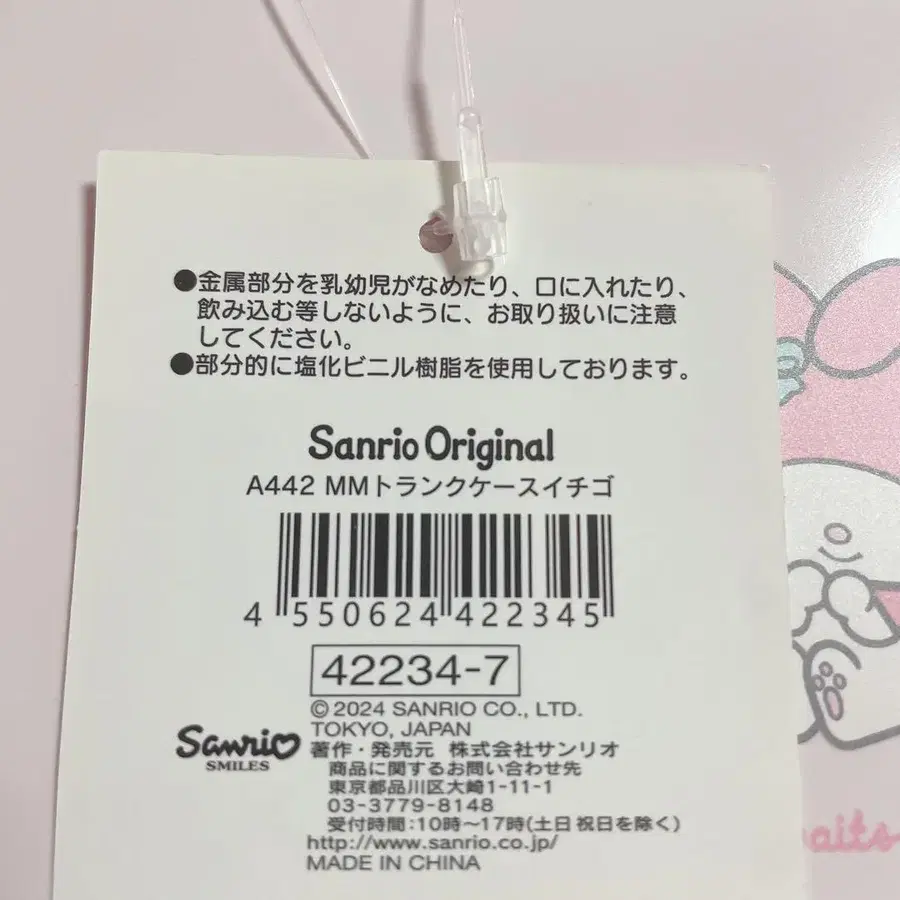 ●金属部分を乳幼児がなめたり、口に入れたり、
飲み込む等しないように、お取り扱いに注意
してください。
●部分的に塩化ビニル樹脂を使用しております。
Sanrio Original
A442 MMトランクケースイチゴ
4 550624 422345
42234-7
© 2024 SANRIO CO., LTD.
TOKYO, JAPAN
Sanrio
SMILES
著作・発売元 株式会社サンリオ
商品に関するお問い合わせ先
東京都品川区大崎1-11-1
03-3779-8148
受付時間:10時〜17時(土日 祝日を除く)
http://www.sanrio.co.jp/
MADE IN CHINA